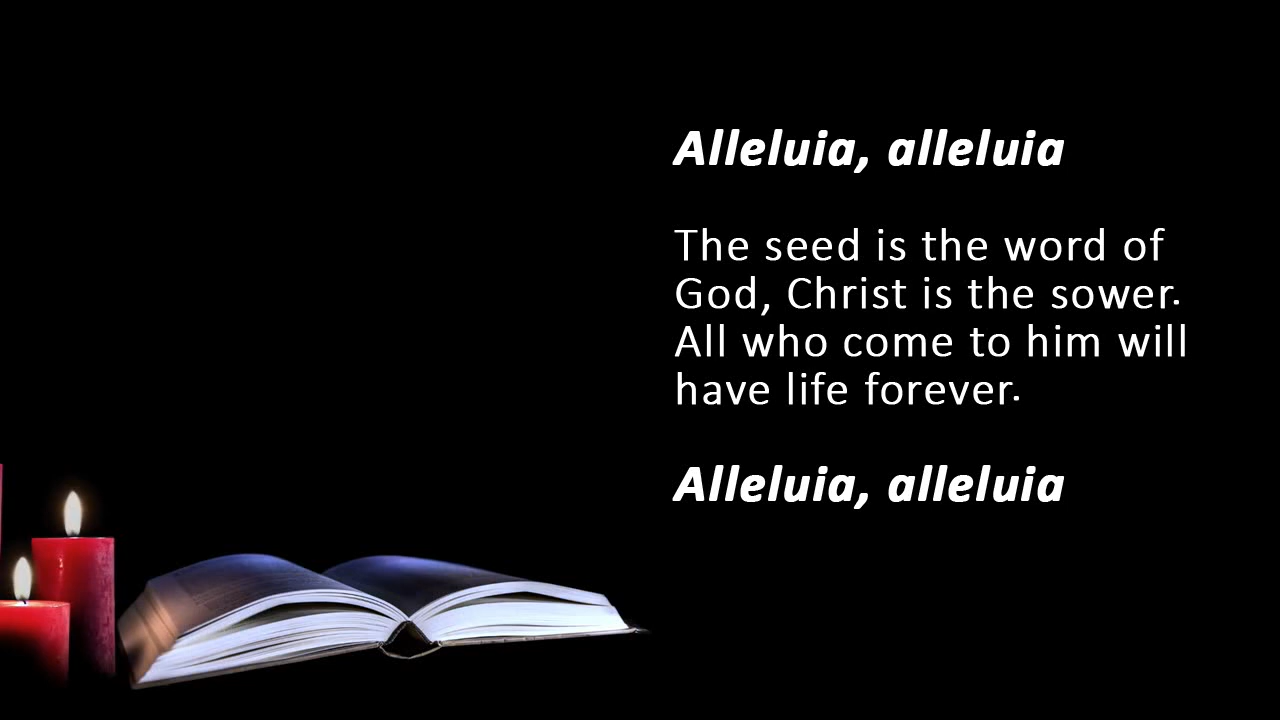 Alleluia, alleluia
The seed is the word of
God, Christ is the sower.
All who come to him will
have life forever.
Alleluia, alleluia